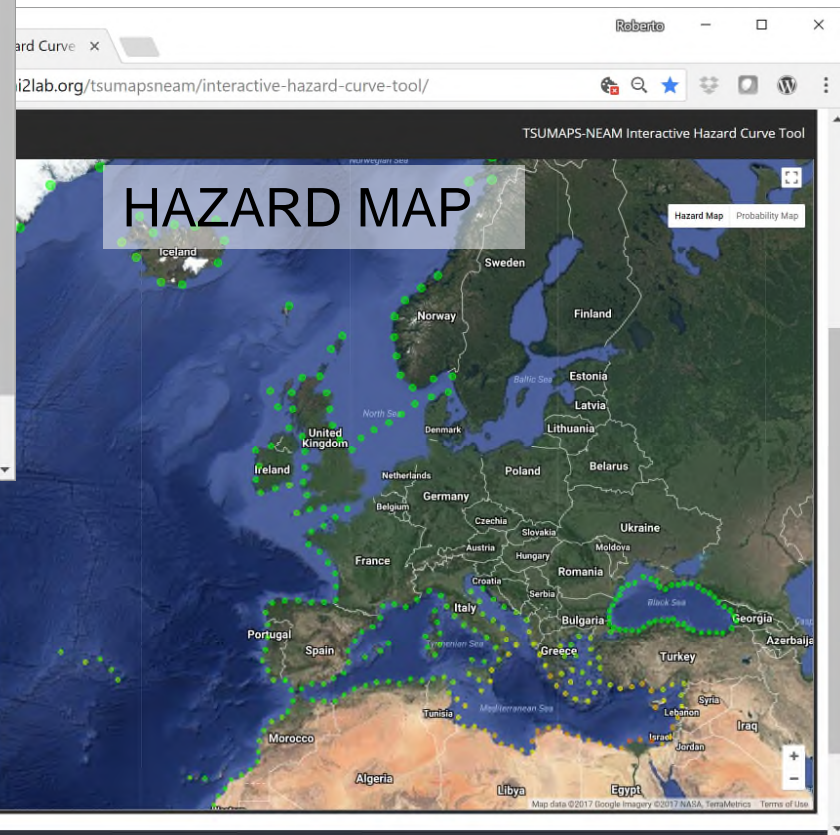 Roberto
ard Curve
i2lab.org/tsumapsneam/interactive-hazard-curve-tool/
TSUMAPS-NEAM Interactive Hazard Curve Tool
Norwegian Sea
HAZARD MAP
Hazard Map Probability Map
Iceland
Sweden
Norway
Finland
Baltic Sea
Estonia
Latvia
North Sea
Denmark
Lithuania
United
Kingdom
Ireland
Netherlands
Poland
Belarus
Germany
Belgium
Czechia
Slovakia
Ukraine
Austria
Hungary
Moldova
France
Romania
Croatia
Serbia
Italy
Black Sea
Bulgaria
Georgia
Portugal
Azerbaija
Spain
Tyrrhenian Sea
Greece
Turkey
Syria
Mediterranean Sea
Tunisia
Lebanon
Iraq
Israel
Morocco
Jordan
Algeria
Libya
Egypt
Map data ©2017 Google Imagery ©2017 NASA, TerraMetrics Terms of Use